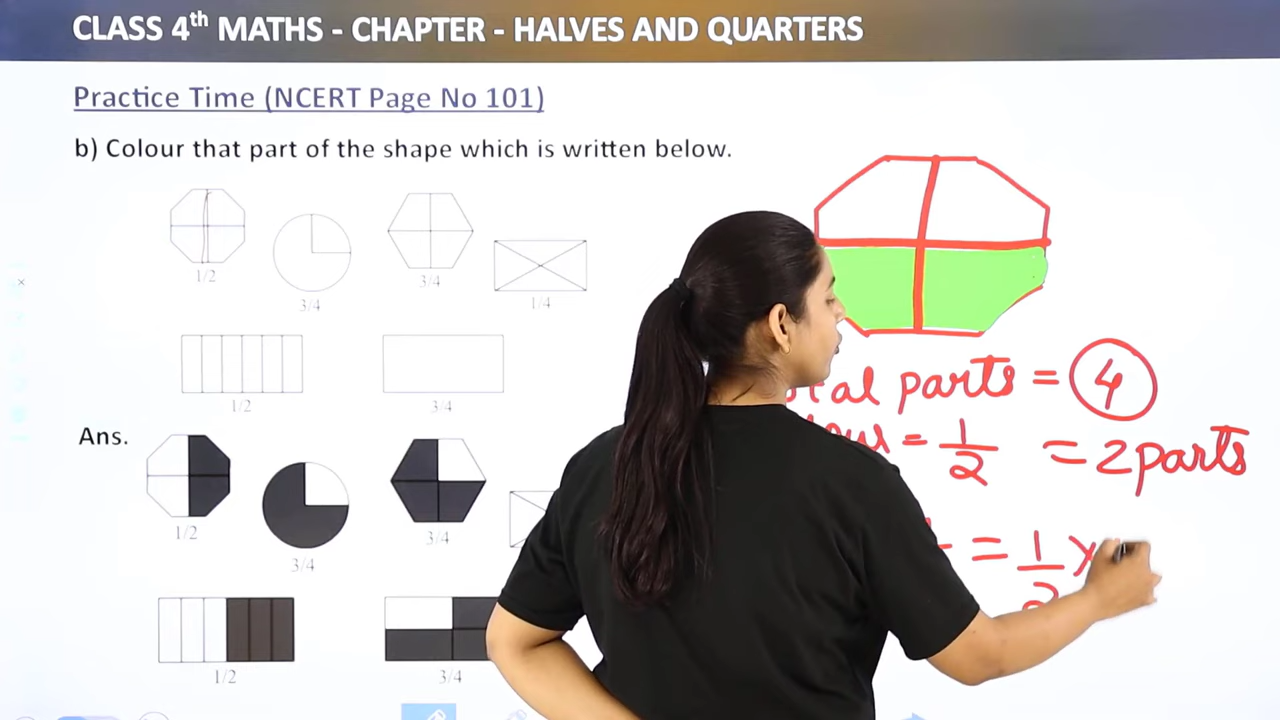 CLASS 4th MATHS - CHAPTER - HALVES AND QUARTERS
Practice Time (NCERT Page No 101)
b) Colour that part of the shape which is written below.
1/2
3/4
3/4
1/4
1/2
3/4
Ans.
1/2
3/4
3/4
1/2
3/4
parts = 4
= 1/2 = 2 parts
= 1/2 ×